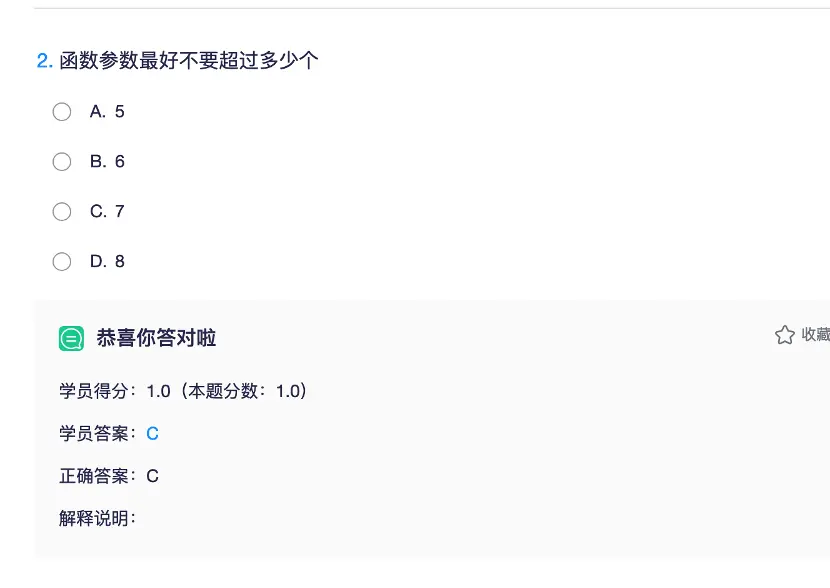 2. 函数参数最好不要超过多少个
A. 5
B. 6
C. 7
D. 8
恭喜你答对啦
收藏
学员得分：1.0（本题分数：1.0）
学员答案：C
正确答案：C
解释说明：